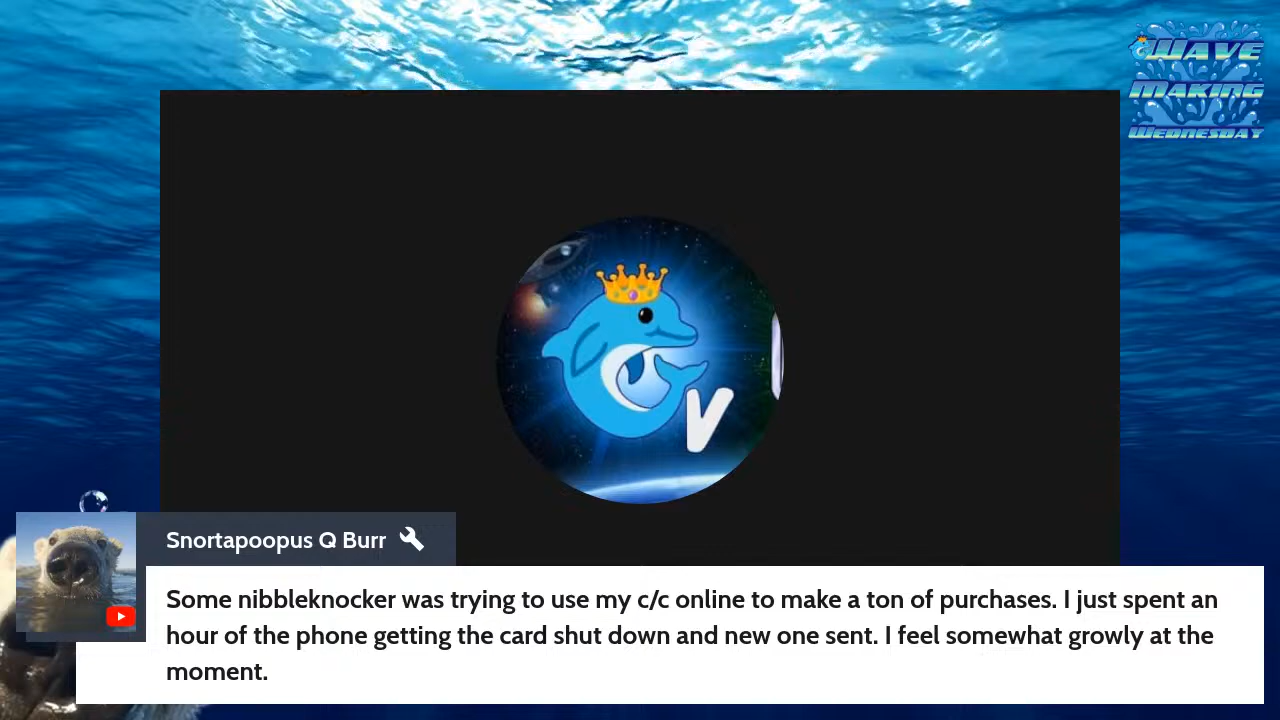 WAVE
MAKING
WEDNESDAY
V
Snortapoopus Q Burr
Some nibbleknocker was trying to use my c/c online to make a ton of purchases. I just spent an
hour of the phone getting the card shut down and new one sent. I feel somewhat growly at the
moment.